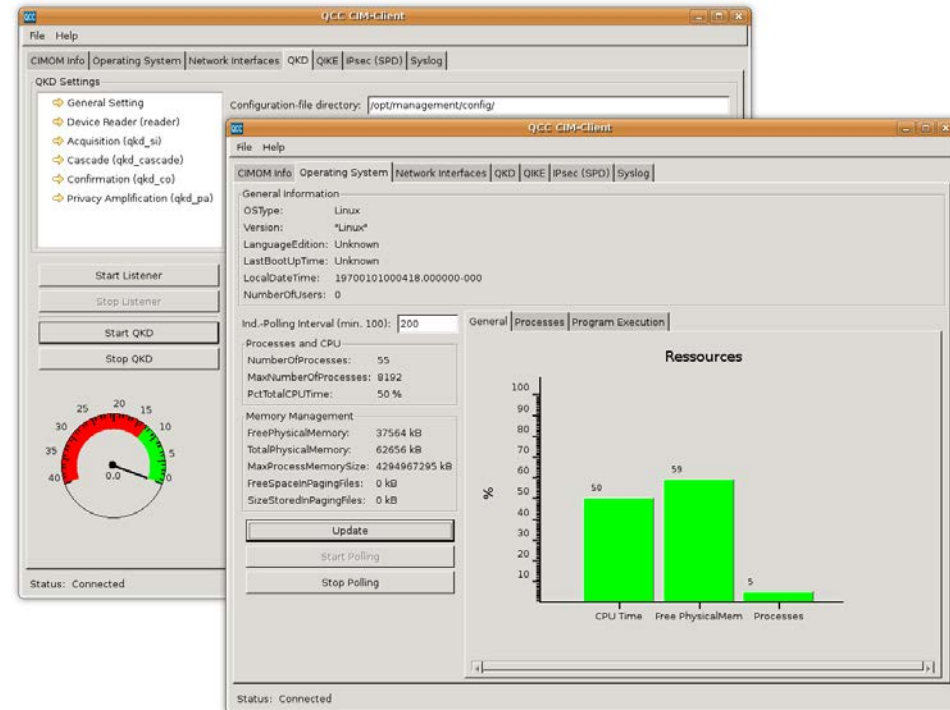 QCC QCC CIM-Client
File Help
CIMOM Info Operating System Network Interfaces QKD QIKE IPsec (SPD) Syslog
QKD Settings
General Setting
Device Reader (reader)
Acquisition (qkd_si)
Cascade (qkd_cascade)
Confirmation (qkd_co)
Privacy Amplification (qkd_pa)
Configuration-file directory: /opt/management/config/
Start Listener
Stop Listener
Start QKD
Stop QKD
40 35 30 25 20 15 10 5 0
0.0
Status: Connected
QCC QCC CIM-Client
File Help
CIMOM Info Operating System Network Interfaces QKD QIKE IPsec (SPD) Syslog
General Information
OSType: Linux
Version: "Linux"
LanguageEdition: Unknown
LastBootUpTime: Unknown
LocalDateTime: 19700101000418.000000-000
NumberOfUsers: 0
Ind.-Polling Interval (min. 100): 200
Processes and CPU
NumberOfProcesses: 55
MaxNumberOfProcesses: 8192
PctTotalCPUTime: 50 %
Memory Management
FreePhysicalMemory: 37564 kB
TotalPhysicalMemory: 62656 kB
MaxProcessMemorySize: 4294967295 kB
FreeSpaceInPagingFiles: 0 kB
SizeStoredInPagingFiles: 0 kB
Update
Start Polling
Stop Polling
General Processes Program Execution
Ressources
100
90
80
70
60
50
40
30
20
10
%
50 59 5
CPU Time Free PhysicalMem Processes
Status: Connected